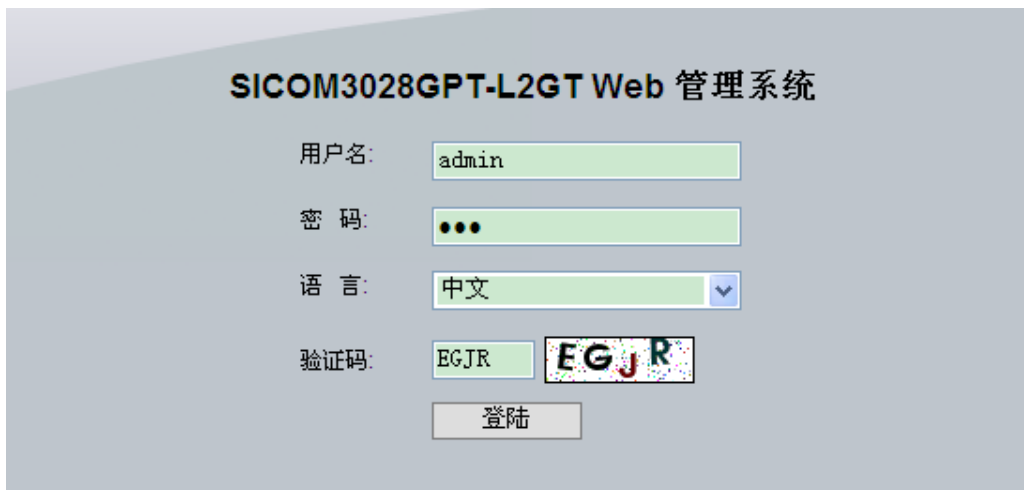 SICOM3028GPT-L2GT Web 管理系统
用户名: admin
密 码: ●●●
语 言: 中文
验证码: EGJR EGJR
登陆